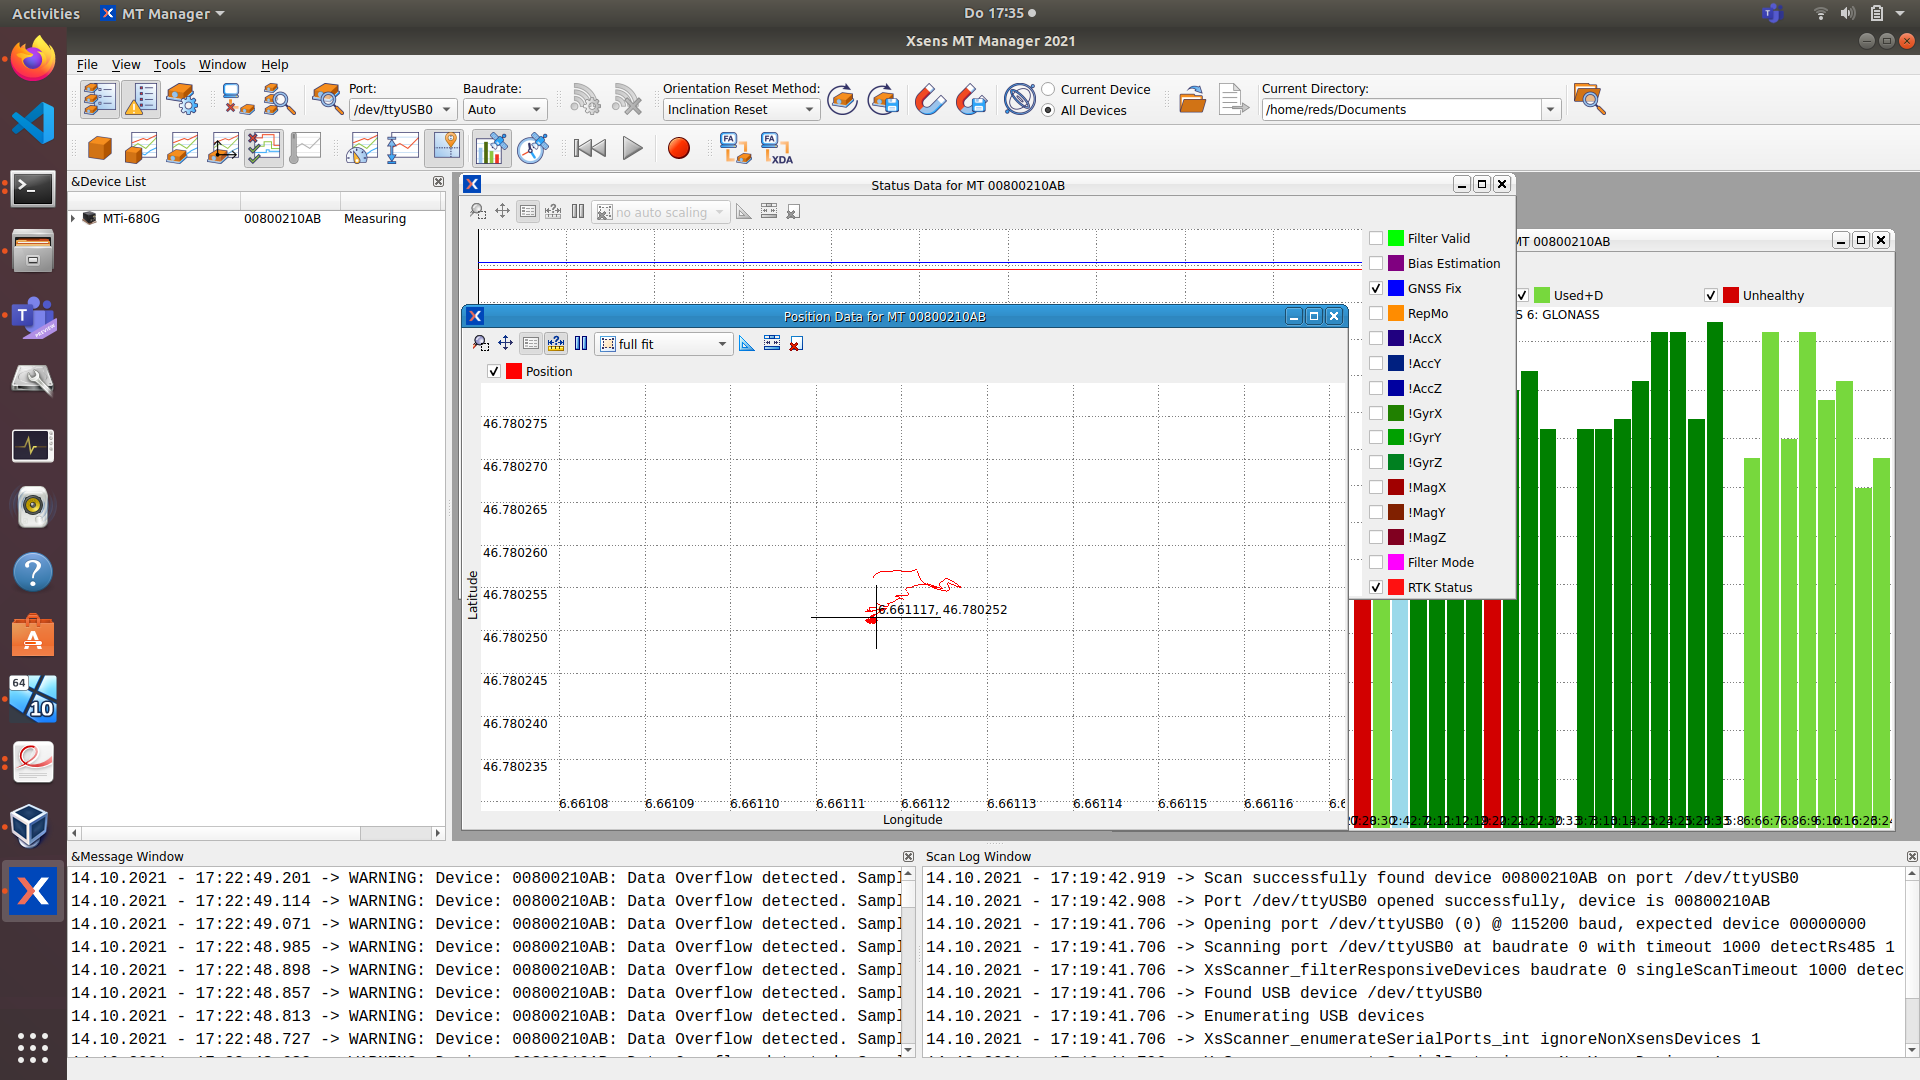 Activities
MT Manager
Do 17:35
Xsens MT Manager 2021
File View Tools Window Help
Port:
/dev/ttyUSB0
Baudrate:
Auto
Orientation Reset Method:
Inclination Reset
Current Device
All Devices
Current Directory:
/home/reds/Documents
FA
FA
XDA
&Device List
MTi-680G 00800210AB Measuring
Status Data for MT 00800210AB
no auto scaling
Filter Valid
Bias Estimation
GNSS Fix
RepMo
!AccX
!AccY
!AccZ
!GyrX
!GyrY
!GyrZ
!MagX
!MagY
!MagZ
Filter Mode
RTK Status
MT 00800210AB
Used+D
Unhealthy
S 6: GLONASS
Position Data for MT 00800210AB
full fit
Position
46.780275
46.780270
46.780265
46.780260
46.780255
46.780250
46.780245
46.780240
46.780235
Latitude
6.661117, 46.780252
6.66108 6.66109 6.66110 6.66111 6.66112 6.66113 6.66114 6.66115 6.66116
Longitude
&Message Window
14.10.2021 - 17:22:49.201 -> WARNING: Device: 00800210AB: Data Overflow detected. Sampl
14.10.2021 - 17:22:49.114 -> WARNING: Device: 00800210AB: Data Overflow detected. Sampl
14.10.2021 - 17:22:49.071 -> WARNING: Device: 00800210AB: Data Overflow detected. Sampl
14.10.2021 - 17:22:48.985 -> WARNING: Device: 00800210AB: Data Overflow detected. Sampl
14.10.2021 - 17:22:48.898 -> WARNING: Device: 00800210AB: Data Overflow detected. Sampl
14.10.2021 - 17:22:48.857 -> WARNING: Device: 00800210AB: Data Overflow detected. Sampl
14.10.2021 - 17:22:48.813 -> WARNING: Device: 00800210AB: Data Overflow detected. Sampl
14.10.2021 - 17:22:48.727 -> WARNING: Device: 00800210AB: Data Overflow detected. Sampl
Scan Log Window
14.10.2021 - 17:19:42.919 -> Scan successfully found device 00800210AB on port /dev/ttyUSB0
14.10.2021 - 17:19:42.908 -> Port /dev/ttyUSB0 opened successfully, device is 00800210AB
14.10.2021 - 17:19:41.706 -> Opening port /dev/ttyUSB0 (0) @ 115200 baud, expected device 00000000
14.10.2021 - 17:19:41.706 -> Scanning port /dev/ttyUSB0 at baudrate 0 with timeout 1000 detectRs485 1
14.10.2021 - 17:19:41.706 -> XsScanner_filterResponsiveDevices baudrate 0 singleScanTimeout 1000 detec
14.10.2021 - 17:19:41.706 -> Found USB device /dev/ttyUSB0
14.10.2021 - 17:19:41.706 -> Enumerating USB devices
14.10.2021 - 17:19:41.706 -> XsScanner_enumerateSerialPorts_int ignoreNonXsensDevices 1
64
10
PREVIEW